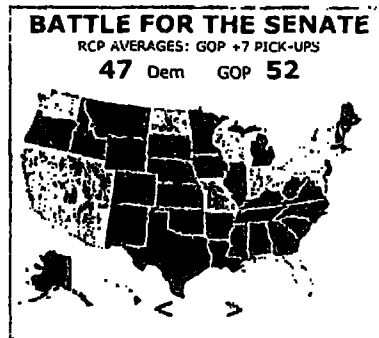 BATTLE FOR THE SENATE
RCP AVERAGES: GOP +7 PICK-UPS
47 Dem GOP 52
< >